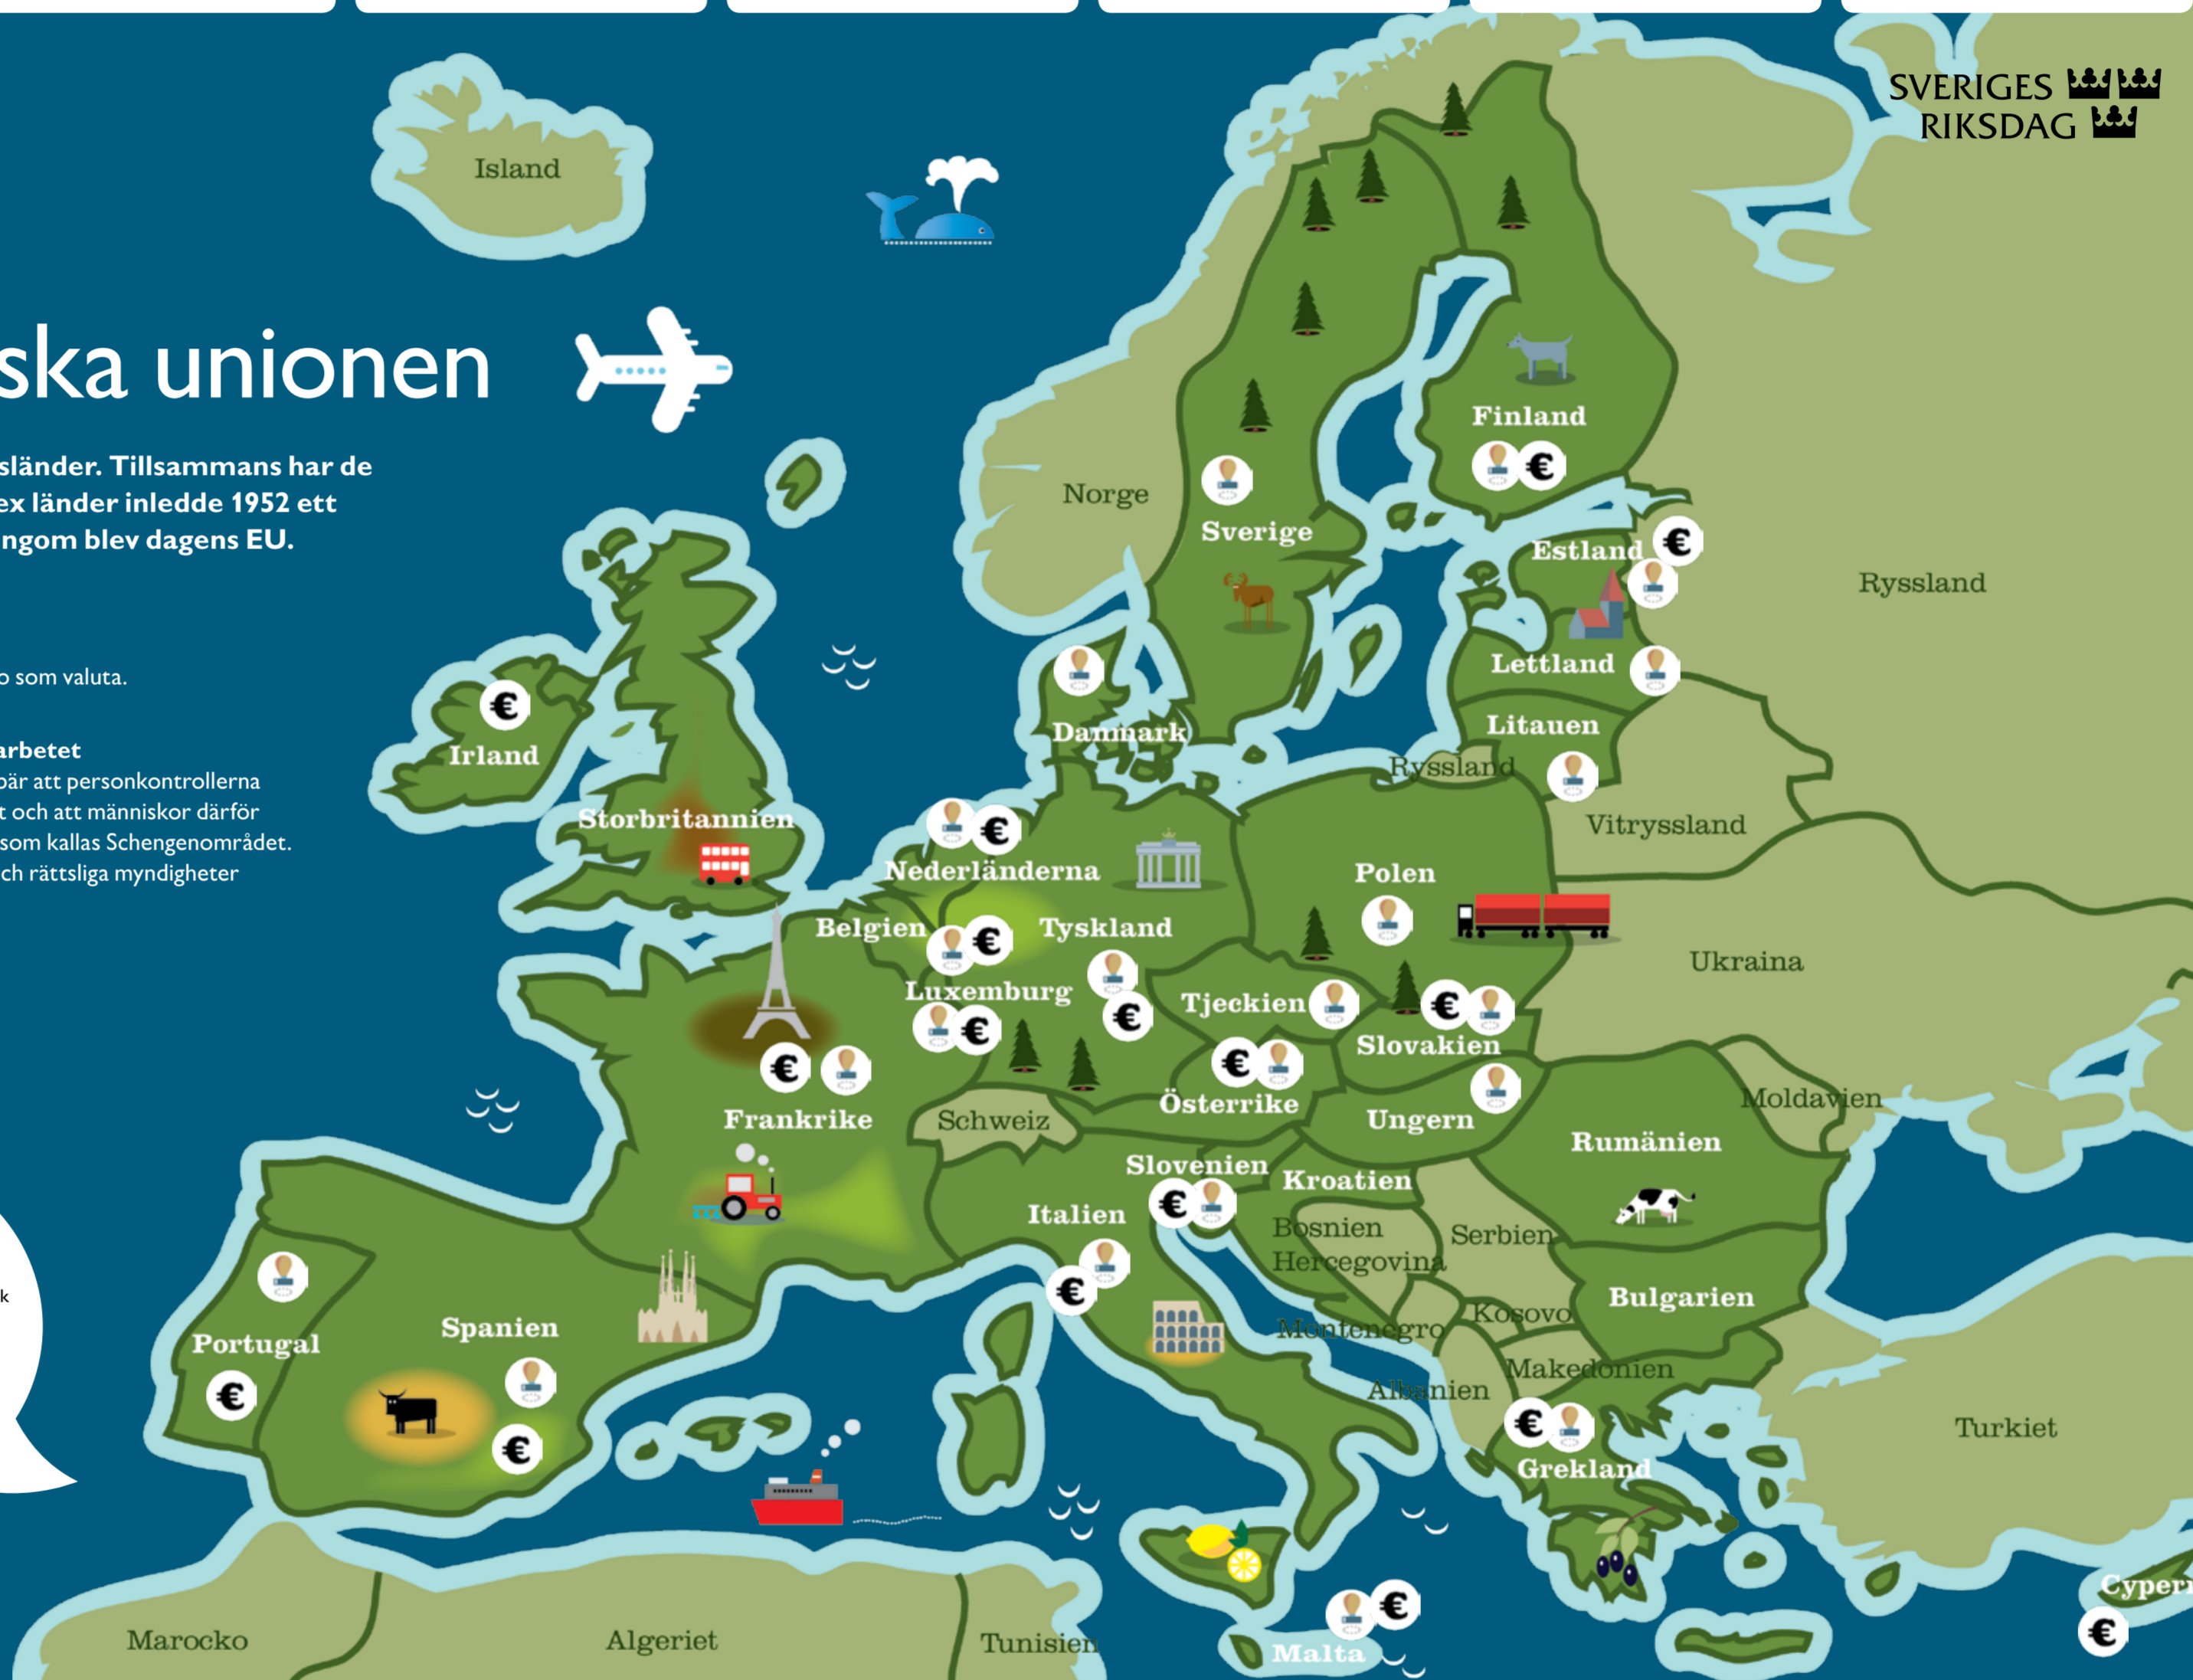 SVERIGES
RIKSDAG
Island
ska unionen
sländer. Tillsammans har de
ex länder inledde 1952 ett
ngom blev dagens EU.
o som valuta.
arbetet
bär att personkontrollerna
t och att människor därför
som kallas Schengenområdet.
ch rättsliga myndigheter
k
Finland
€
Norge
Sverige
Estland
€
Ryssland
Lettland
Litauen
€
Irland
Danmark
Ryssland
Storbritannien
Vitryssland
€
Nederländerna
Polen
Belgien
€
Tyskland
Ukraina
Luxemburg
€
€
Tjeckien
€
Slovakien
€
Frankrike
€
Österrike
Schweiz
Ungern
Moldavien
Rumänien
Slovenien
€
Kroatien
Italien
€
Bosnien
Hercegovina
Serbien
Kosovo
Bulgarien
Montenegro
Makedonien
Albanien
Portugal
€
Spanien
€
€
Grekland
Turkiet
Cypern
€
Malta
€
Marocko
Algeriet
Tunisien